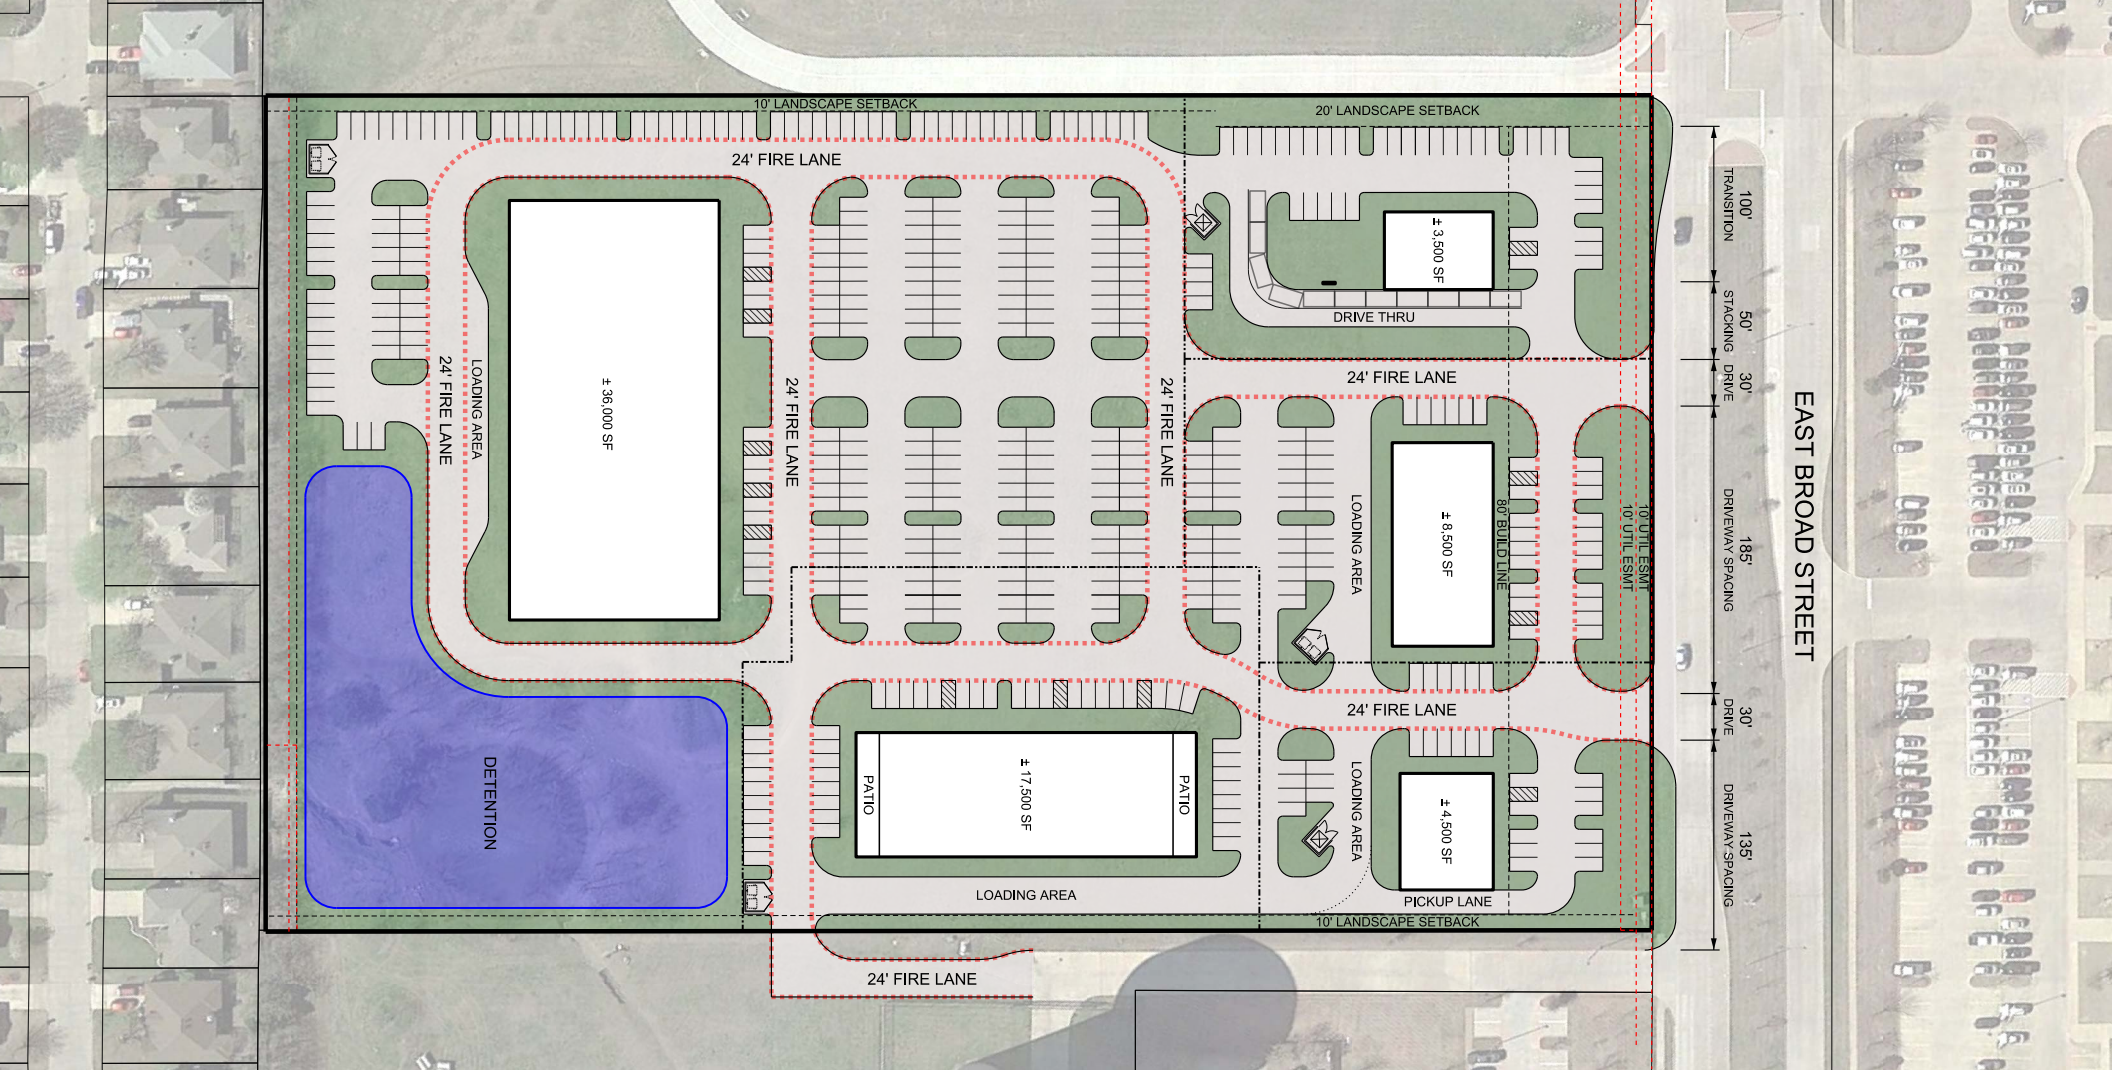 10' LANDSCAPE SETBACK
20' LANDSCAPE SETBACK
24' FIRE LANE
± 3,500 SF
DRIVE THRU
100'
TRANSITION
50'
STACKING
30'
DRIVE
24' FIRE LANE
LOADING AREA
± 36,000 SF
24' FIRE LANE
24' FIRE LANE
24' FIRE LANE
EAST BROAD STREET
LOADING AREA
± 8,500 SF
80' BUILD LINE
10' UTIL ESMT
10' UTIL ESMT
185'
DRIVEWAY SPACING
24' FIRE LANE
30'
DRIVE
DETENTION
PATIO
± 17,500 SF
PATIO
LOADING AREA
± 4,500 SF
135'
DRIVEWAY SPACING
LOADING AREA
PICKUP LANE
10' LANDSCAPE SETBACK
24' FIRE LANE